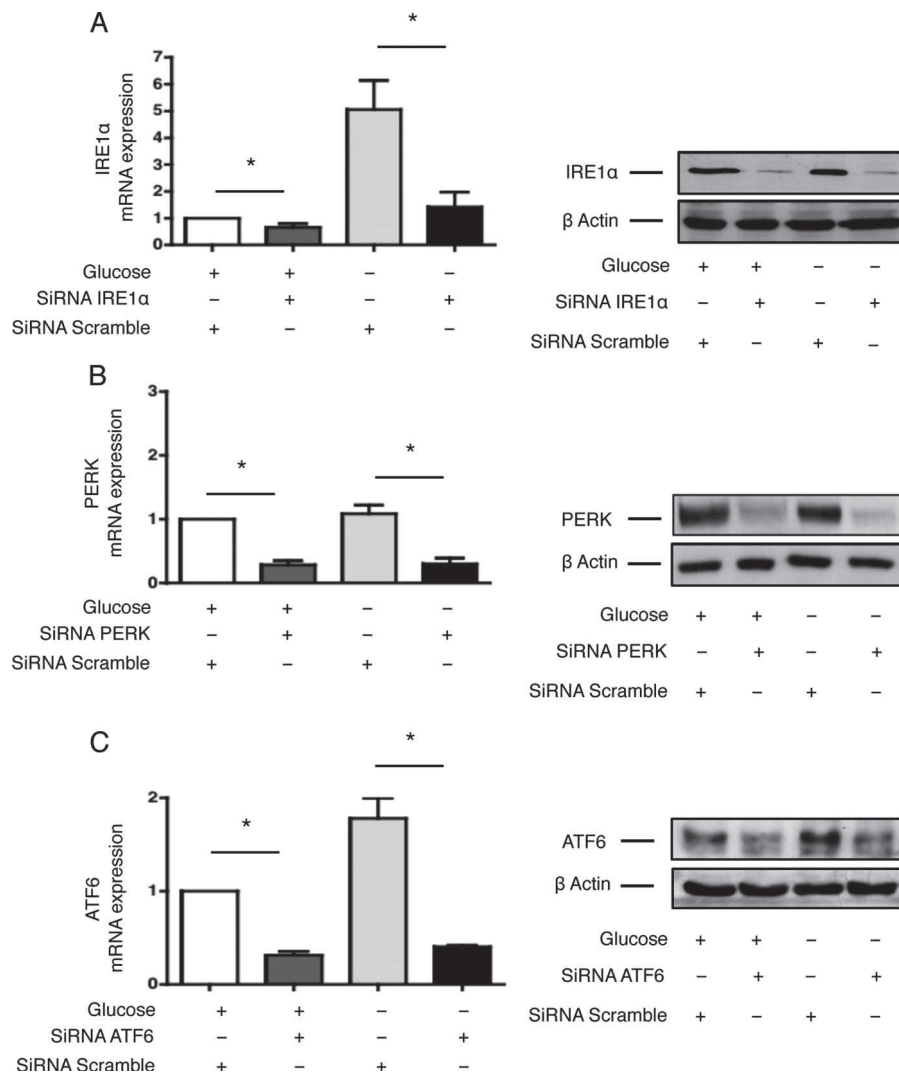 A
*
*
7
6
5
4
3
2
1
0
IRE1α
mRNA expression
Glucose + + – –
SiRNA IRE1α – + – +
SiRNA Scramble + – + –
IRE1α
β Actin
Glucose + + – –
SiRNA IRE1α – + – +
SiRNA Scramble + – + –
B
*
*
3
2
1
0
PERK
mRNA expression
Glucose + + – –
SiRNA PERK – + – +
SiRNA Scramble + – + –
PERK
β Actin
Glucose + + – –
SiRNA PERK – + – +
SiRNA Scramble + – + –
C
*
*
2
1
0
ATF6
mRNA expression
Glucose + + – –
SiRNA ATF6 – + – +
SiRNA Scramble + – + –
ATF6
β Actin
Glucose + + – –
SiRNA ATF6 – + – +
SiRNA Scramble + – + –